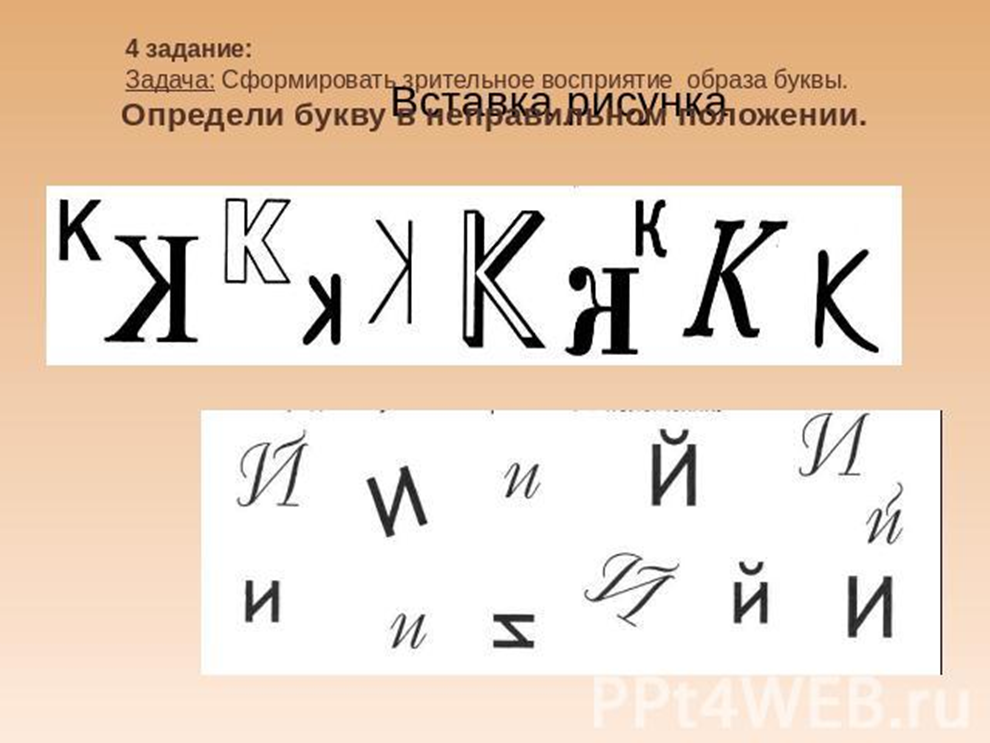 4 задание:
Задача: Сформировать зрительное восприятие образа буквы.
Вставка рисунка
Определи букву в неправильном положении.
К К К К К К К К К К
Й И и Й И й
и и и Й й И
PPt4WEB.ru